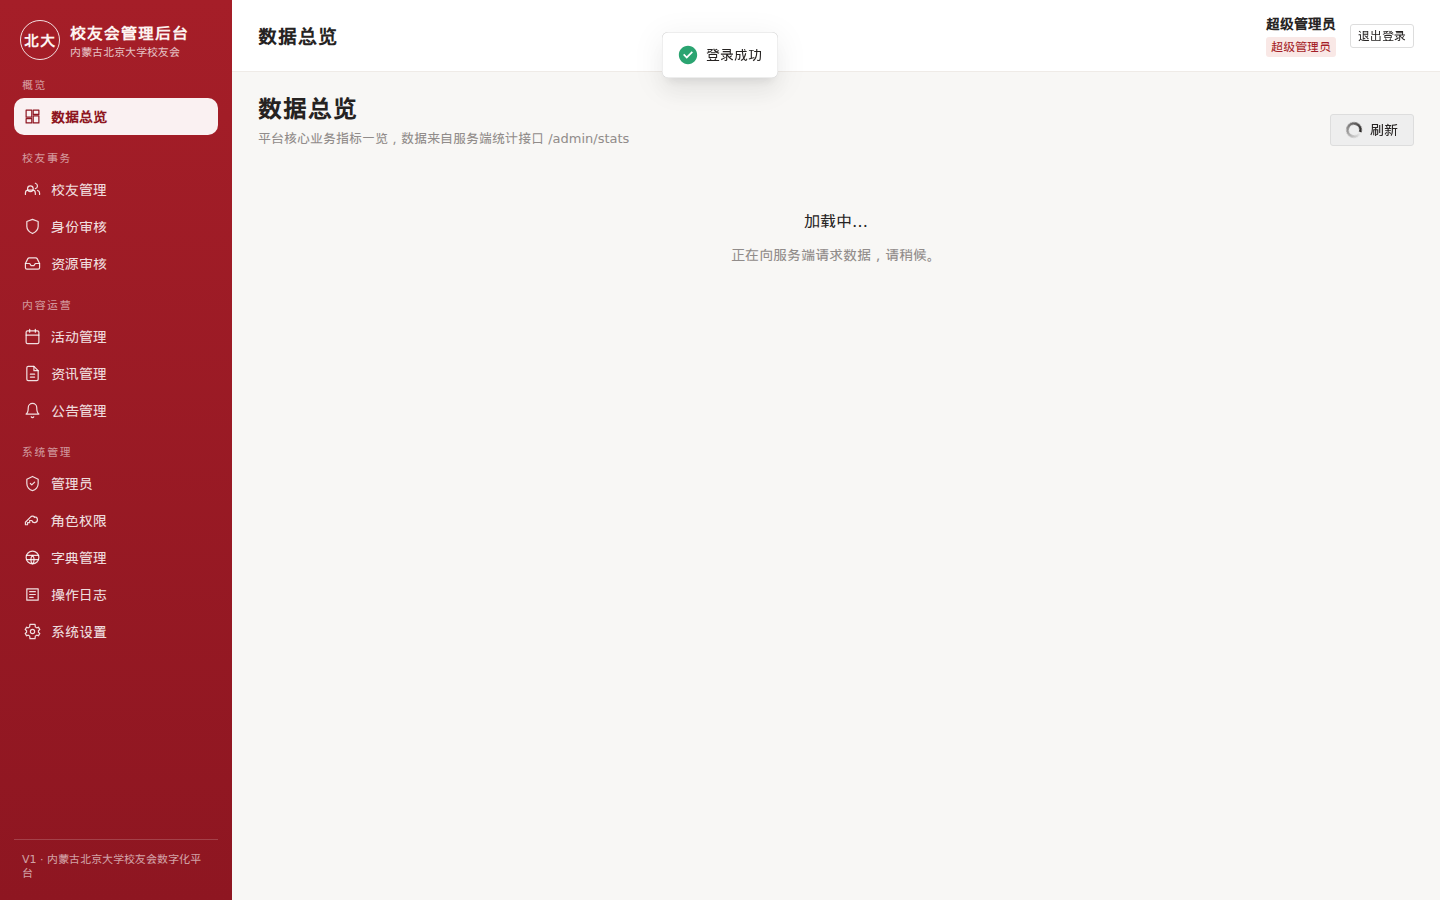 北大
校友会管理后台
内蒙古北京大学校友会
概览
数据总览
校友事务
校友管理
身份审核
资源审核
内容运营
活动管理
资讯管理
公告管理
系统管理
管理员
角色权限
字典管理
操作日志
系统设置
V1 · 内蒙古北京大学校友会数字化平
台
数据总览
登录成功
超级管理员
超级管理员
退出登录
数据总览
平台核心业务指标一览，数据来自服务端统计接口 /admin/stats
刷新
加载中...
正在向服务端请求数据，请稍候。